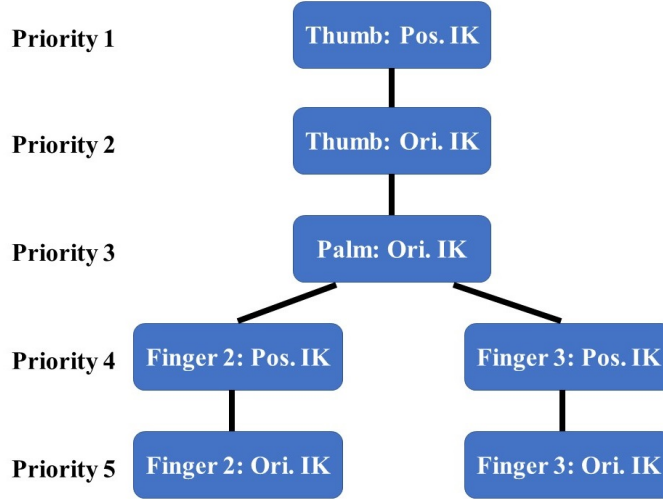 Priority 1
Thumb: Pos. IK
Priority 2
Thumb: Ori. IK
Priority 3
Palm: Ori. IK
Priority 4
Finger 2: Pos. IK
Finger 3: Pos. IK
Priority 5
Finger 2: Ori. IK
Finger 3: Ori. IK